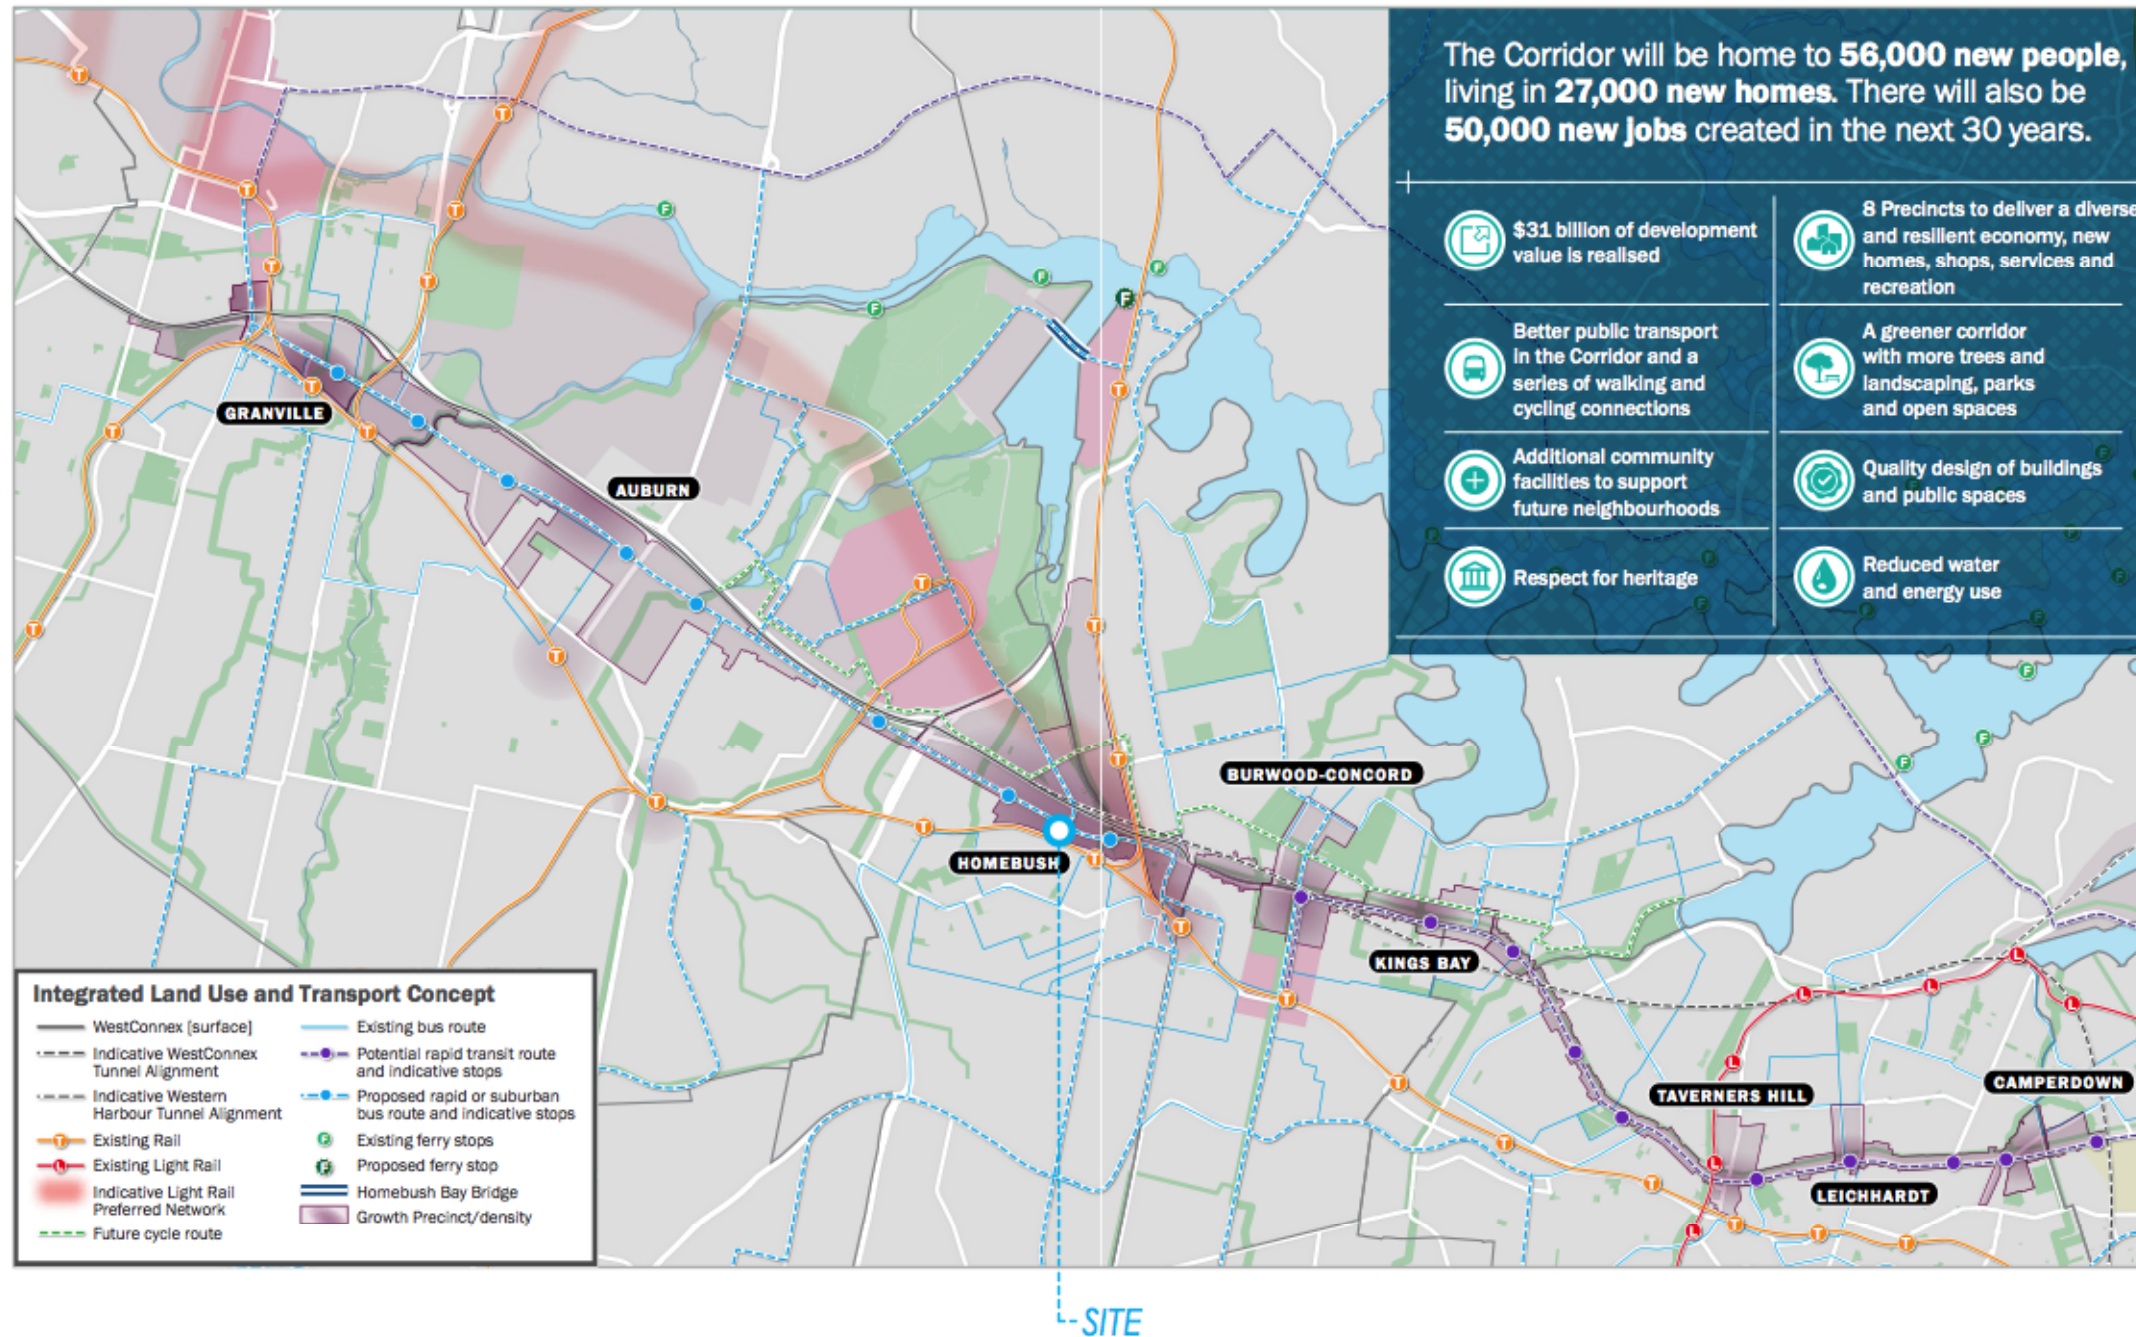 The Corridor will be home to 56,000 new people,
living in 27,000 new homes. There will also be
50,000 new jobs created in the next 30 years.
$31 billion of development
value is realised
8 Precincts to deliver a diverse
and resilient economy, new
homes, shops, services and
recreation
Better public transport
in the Corridor and a
series of walking and
cycling connections
A greener corridor
with more trees and
landscaping, parks
and open spaces
Additional community
facilities to support
future neighbourhoods
Quality design of buildings
and public spaces
Respect for heritage
Reduced water
and energy use
GRANVILLE
AUBURN
HOMEBUSH
BURWOOD-CONCORD
KINGS BAY
TAVERNERS HILL
CAMPERDOWN
LEICHHARDT
Integrated Land Use and Transport Concept
WestConnex [surface]
Indicative WestConnex
Tunnel Alignment
Indicative Western
Harbour Tunnel Alignment
T Existing Rail
L Existing Light Rail
Indicative Light Rail
Preferred Network
Future cycle route
Existing bus route
Potential rapid transit route
and indicative stops
Proposed rapid or suburban
bus route and indicative stops
F Existing ferry stops
F Proposed ferry stop
Homebush Bay Bridge
Growth Precinct/density
SITE